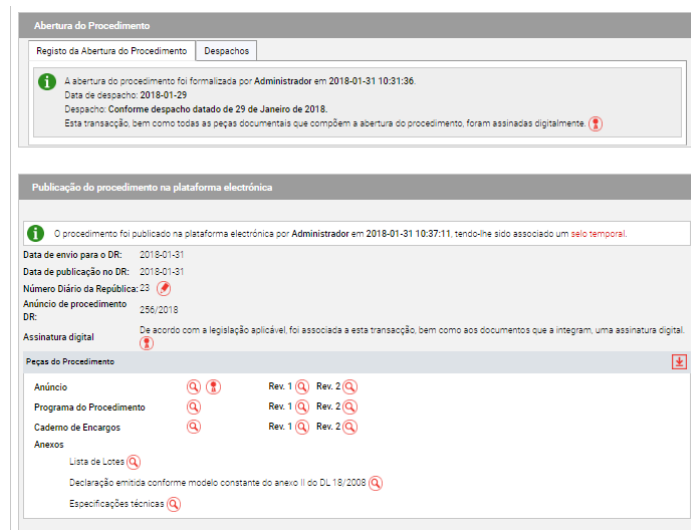 Abertura do Procedimento
Registo da Abertura do Procedimento Despachos
A abertura do procedimento foi formalizada por Administrador em 2018-01-31 10:31:36.
Data de despacho: 2018-01-29
Despacho: Conforme despacho datado de 29 de Janeiro de 2018.
Esta transacção, bem como todas as peças documentais que compõem a abertura do procedimento, foram assinadas digitalmente.
Publicação do procedimento na plataforma electrónica
O procedimento foi publicado na plataforma electrónica por Administrador em 2018-01-31 10:37:11, tendo-lhe sido associado um selo temporal.
Data de envio para o DR: 2018-01-31
Data de publicação no DR: 2018-01-31
Número Diário da República: 23
Anúncio de procedimento
DR:
256/2018
Assinatura digital
De acordo com a legislação aplicável, foi associada a esta transacção, bem como aos documentos que a integram, uma assinatura digital.
Peças do Procedimento
Anúncio Rev. 1 Rev. 2
Programa do Procedimento Rev. 1 Rev. 2
Caderno de Encargos Rev. 1 Rev. 2
Anexos
Lista de Lotes
Declaração emitida conforme modelo constante do anexo II do DL 18/2008
Especificações técnicas